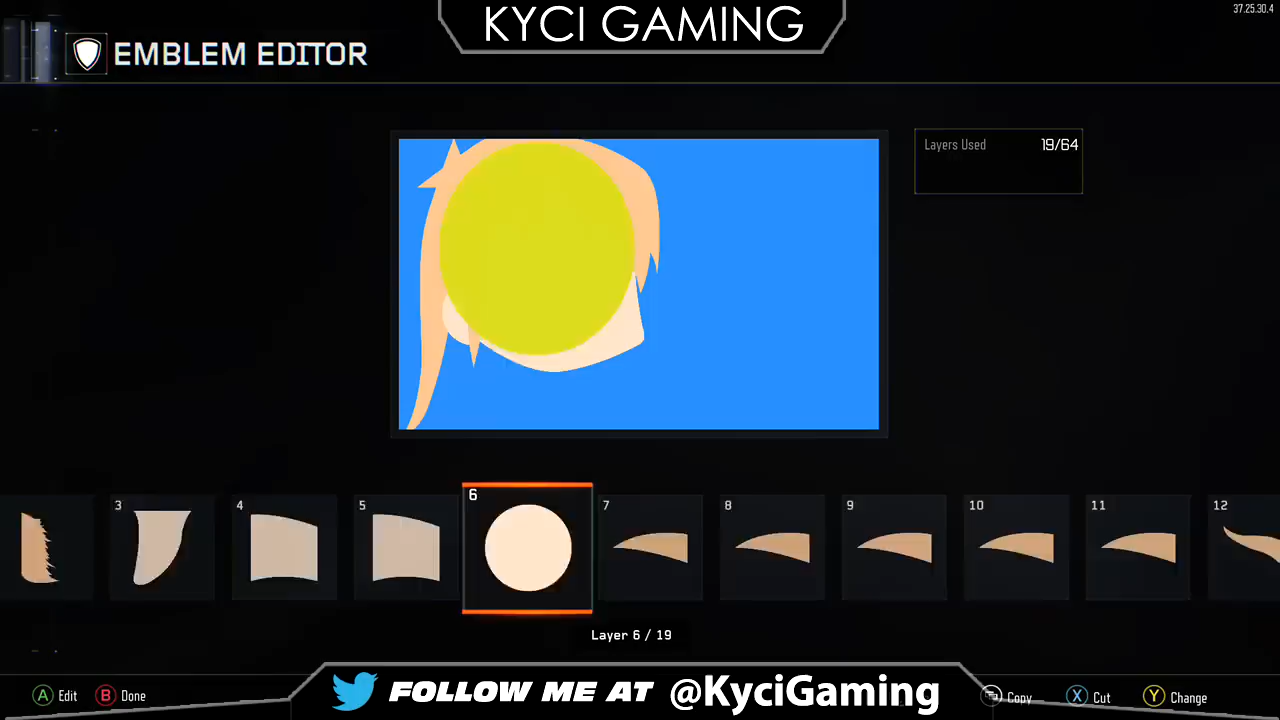 KYCI GAMING
37.25.30.4
EMBLEM EDITOR
Layers Used 19/64
3 4 5 6 7 8 9 10 11 12
Layer 6 / 19
A Edit B Done
FOLLOW ME AT @KyciGaming
Copy X Cut Y Change